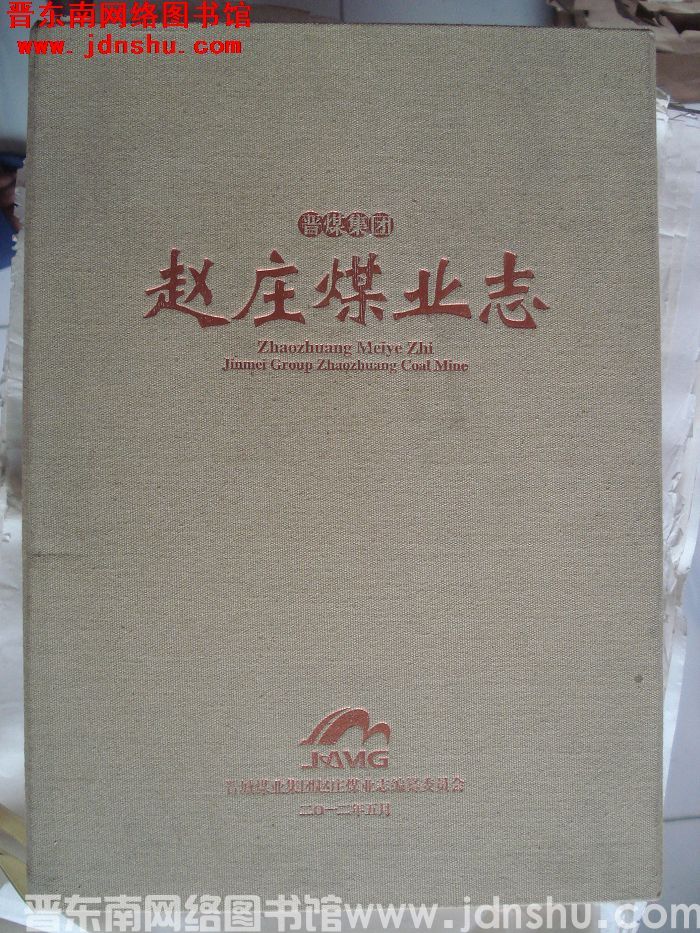 晋东南网络图书馆
www.jdnshu.com
晋煤集团
赵庄煤业志
Zhaozhuang Meiye Zhi
Jinmei Group Zhaozhuang Coal Mine
JAMG
晋城煤业集团赵庄煤业志编纂委员会
二〇一二年五月
晋东南网络图书馆www.jdnshu.com